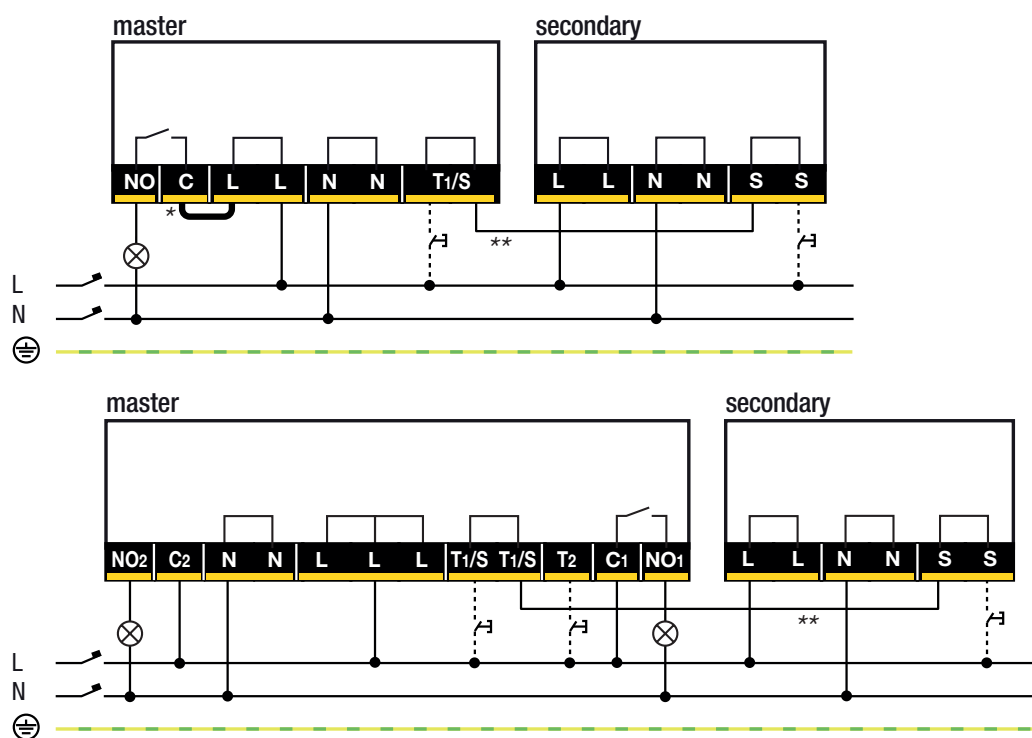 master secondary
NO C L L N N T1/S L L N N S S
*
**
L
N
master secondary
NO2 C2 N N L L L T1/S T1/S T2 C1 NO1 L L N N S S
**
L
N